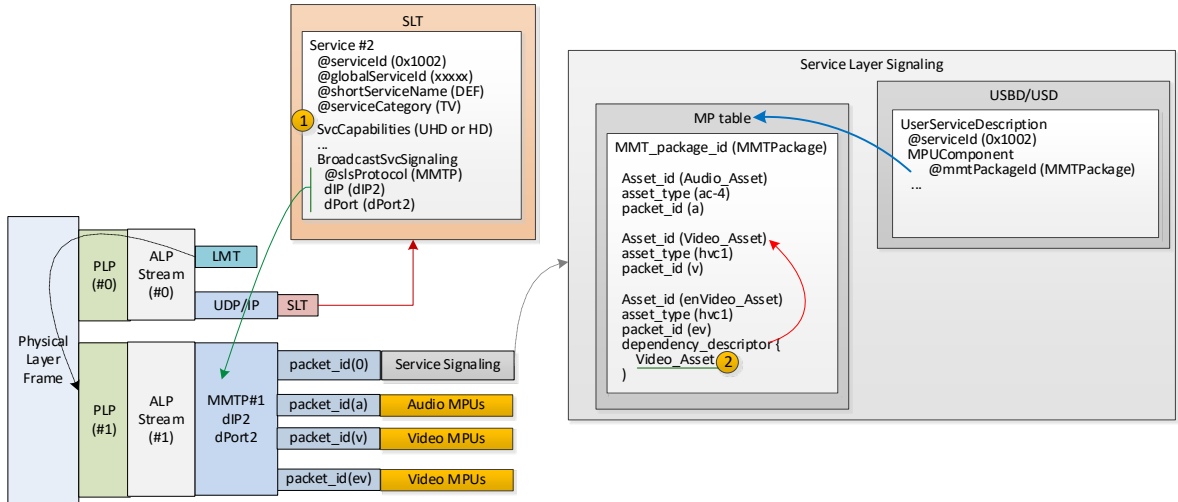 SLT
Service #2
@serviceId (0x1002)
@globalServiceId (xxxxx)
@shortServiceName (DEF)
@serviceCategory (TV)
1
SvcCapabilities (UHD or HD)
...
BroadcastSvcSignaling
@slsProtocol (MMTP)
dIP (dIP2)
dPort (dPort2)
Service Layer Signaling
MP table
MMT_package_id (MMTPackage)
Asset_id (Audio_Asset)
asset_type (ac-4)
packet_id (a)
Asset_id (Video_Asset)
asset_type (hvc1)
packet_id (v)
Asset_id (enVideo_Asset)
asset_type (hvc1)
packet_id (ev)
dependency_descriptor {
Video_Asset
2
)
USBD/USD
UserServiceDescription
@serviceId (0x1002)
MPUComponent
@mmtPackageId (MMTPackage)
...
Physical
Layer
Frame
PLP
(#0)
ALP
Stream
(#0)
LMT
UDP/IP
SLT
PLP
(#1)
ALP
Stream
(#1)
MMTP#1
dIP2
dPort2
packet_id(0)
Service Signaling
packet_id(a)
Audio MPUs
packet_id(v)
Video MPUs
packet_id(ev)
Video MPUs